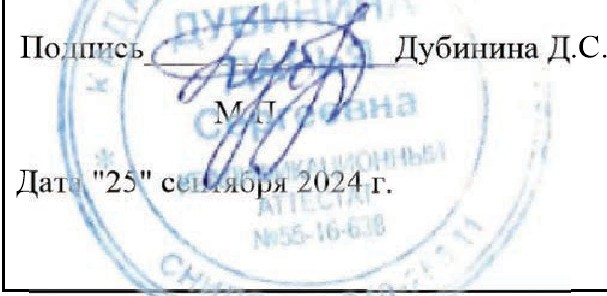 ДУБИНИНА
Подпись Дубинина Д.С.
М.П.
Сергеевна
Дата "25" сентября 2024 г.
АТТЕСТАТ
№55-16-638